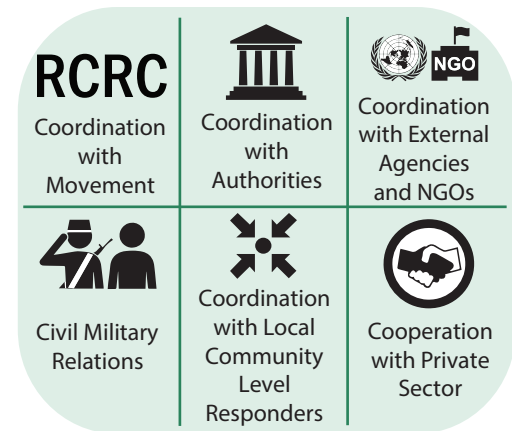 RCRC
Coordination
with
Movement
Coordination
with
Authorities
NGO
Coordination
with External
Agencies
and NGOs
Civil Military
Relations
Coordination
with Local
Community
Level
Responders
Cooperation
with Private
Sector